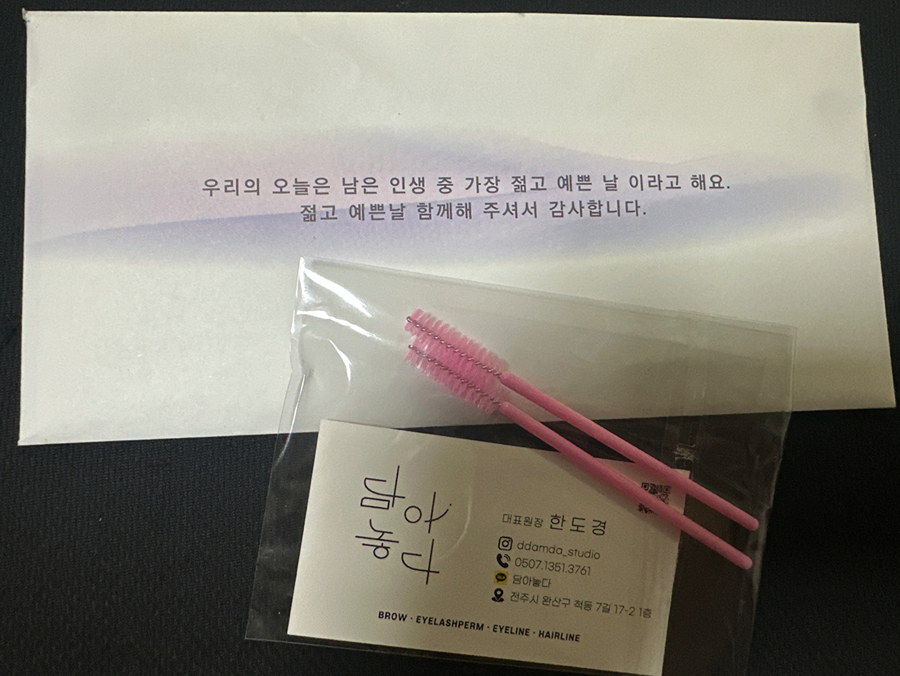 우리의 오늘은 남은 인생 중 가장 젊고 예쁜 날 이라고 해요.
젊고 예쁜날 함께해 주셔서 감사합니다.
담아
놓다
대표원장 한도경
ddamda_studio
0507.1351.3761
담아놓다
전주시 완산구 척동 7길 17-2 1층
BROW · EYELASHPERM · EYELINE · HAIRLINE